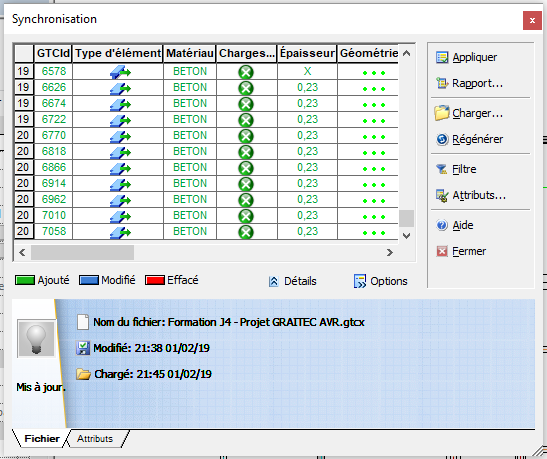 Synchronisation
GTCId Type d'élément Matériau Charges... Épaisseur Géométrie
19 6578 BETON X
19 6626 BETON 0,23
19 6674 BETON 0,23
19 6722 BETON 0,23
20 6770 BETON 0,23
20 6818 BETON 0,23
20 6866 BETON 0,23
20 6914 BETON 0,23
20 6962 BETON 0,23
20 7010 BETON 0,23
20 7058 BETON 0,23
Ajouté Modifié Effacé Détails Options
Appliquer
Rapport...
Charger...
Régénérer
Filtre
Attributs...
Aide
Fermer
Nom du fichier: Formation J4 - Projet GRAITEC AVR.gtcx
Modifié: 21:38 01/02/19
Chargé: 21:45 01/02/19
Mis à jour.
Fichier Attributs